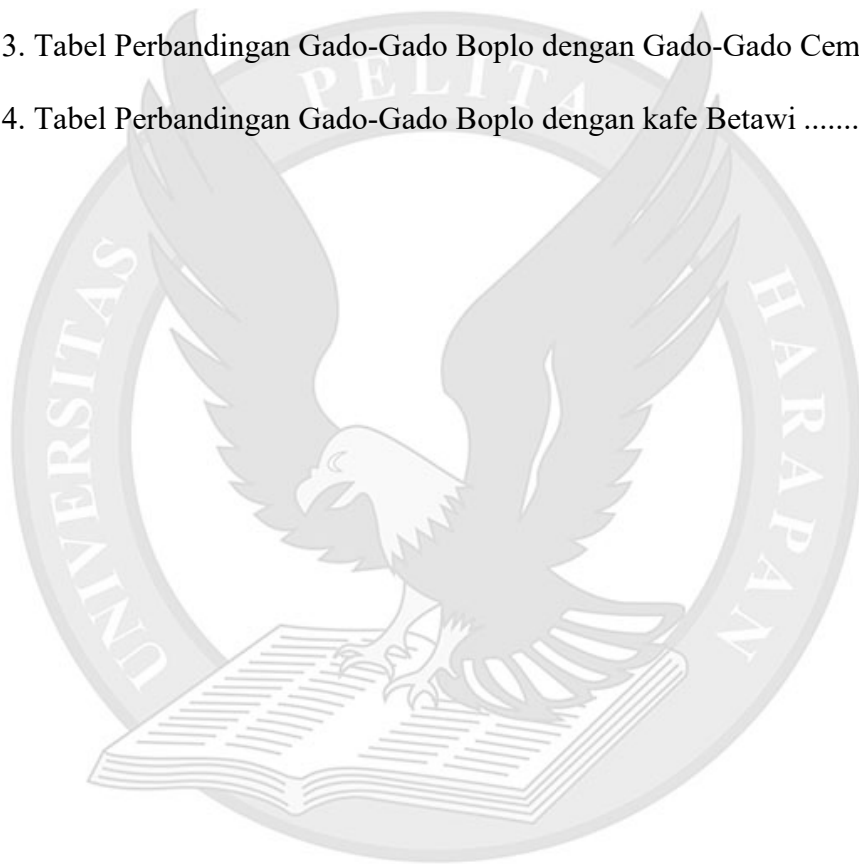 3. Tabel Perbandingan Gado-Gado Boplo dengan Gado-Gado Cem
4. Tabel Perbandingan Gado-Gado Boplo dengan kafe Betawi .......
UNIVERSITAS PELITA HARAPAN